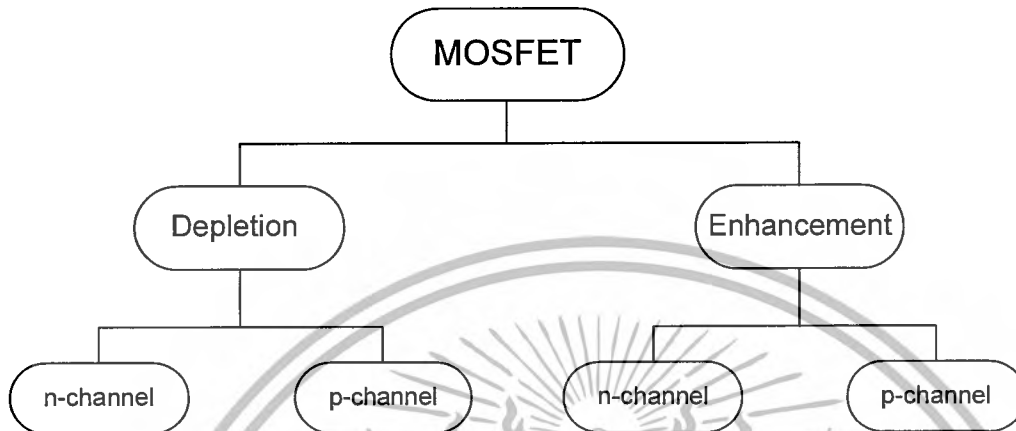 MOSFET
Depletion
Enhancement
n-channel
p-channel
n-channel
p-channel